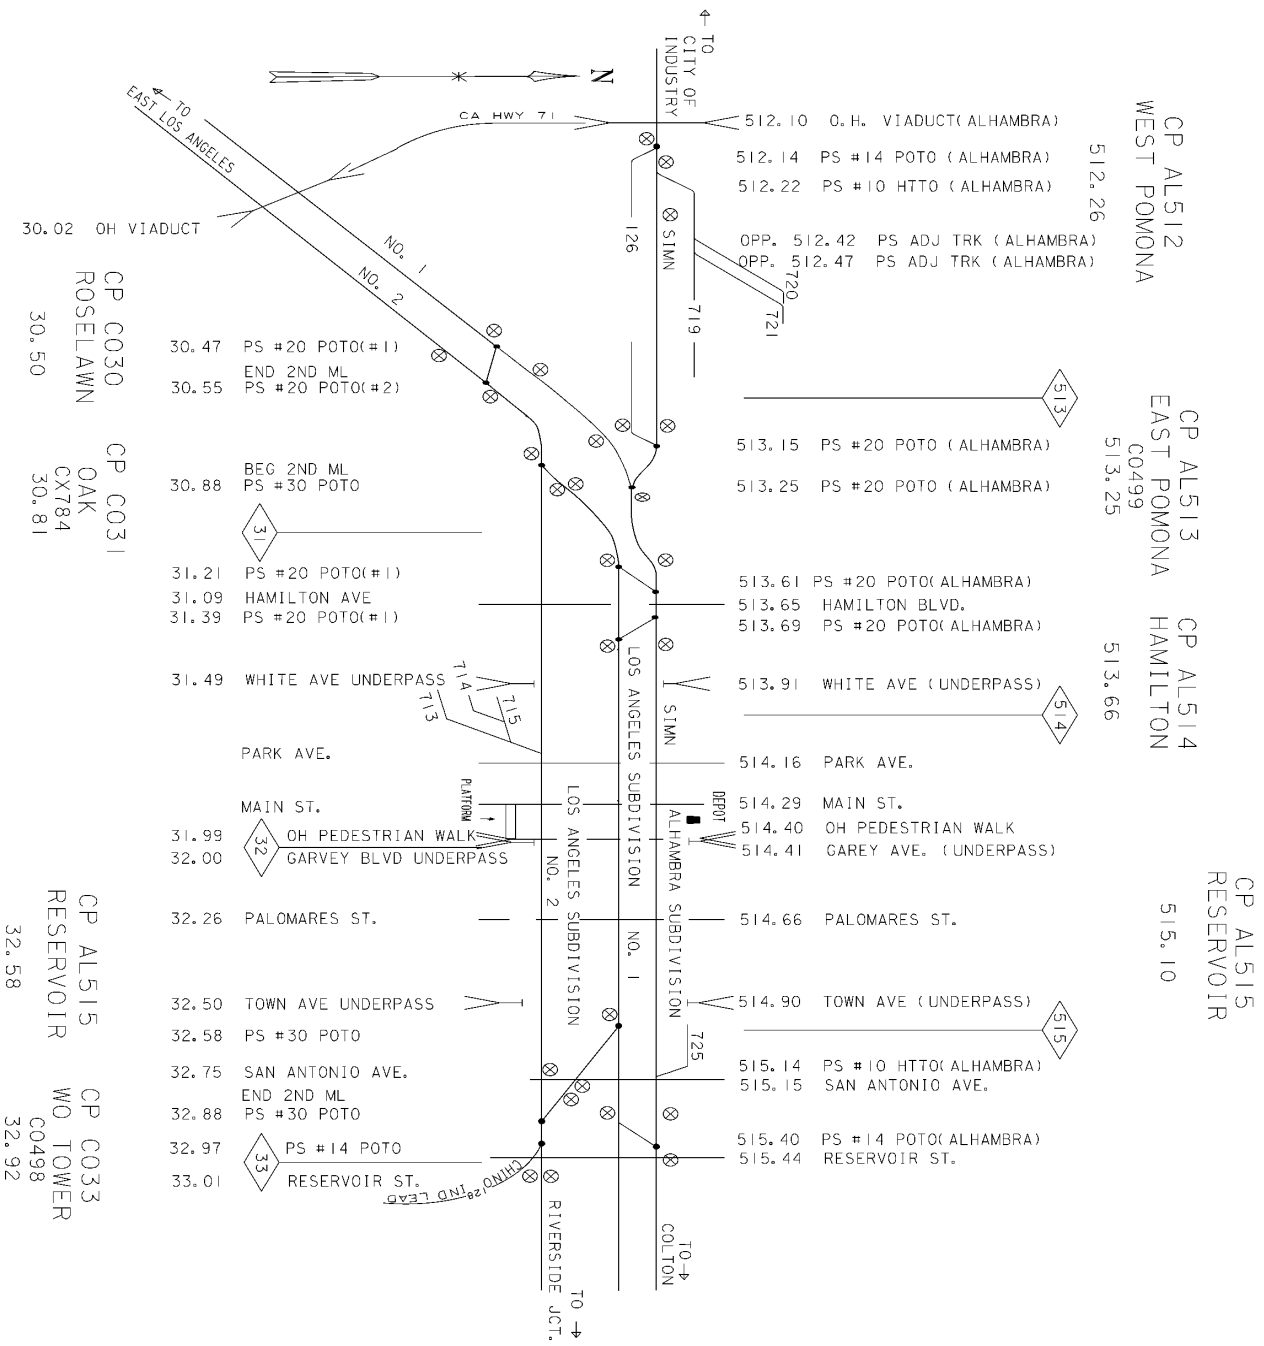 TO
CITY OF
INDUSTRY
N
TO
EAST LOS ANGELES
CA HWY 71
512.10 O.H. VIADUCT(ALHAMBRA)
512.14 PS #14 POTO (ALHAMBRA)
512.22 PS #10 HTTO (ALHAMBRA)
OPP. 512.42 PS ADJ TRK (ALHAMBRA)
OPP. 512.47 PS ADJ TRK (ALHAMBRA)
CP AL512
WEST POMONA
512.26
126
SIMN
719
720
721
30.02 OH VIADUCT
NO. 1
NO. 2
CP CO30
ROSELAWN
30.50
30.47 PS #20 POTO(#1)
END 2ND ML
30.55 PS #20 POTO(#2)
513
513.15 PS #20 POTO (ALHAMBRA)
513.25 PS #20 POTO (ALHAMBRA)
CP AL513
EAST POMONA
C0499
513.25
CP CO31
OAK
CX784
30.81
BEG 2ND ML
30.88 PS #30 POTO
31
31.21 PS #20 POTO(#1)
31.09 HAMILTON AVE
31.39 PS #20 POTO(#1)
513.61 PS #20 POTO(ALHAMBRA)
513.65 HAMILTON BLVD.
513.69 PS #20 POTO(ALHAMBRA)
CP AL514
HAMILTON
513.66
31.49 WHITE AVE UNDERPASS
513.91 WHITE AVE (UNDERPASS)
514
713
714
715
SIMN
LOS ANGELES SUBDIVISION NO. 1
LOS ANGELES SUBDIVISION
NO. 2
ALHAMBRA SUBDIVISION
PARK AVE.
514.16 PARK AVE.
MAIN ST.
514.29 MAIN ST.
PLATFORM
DEPOT
31.99 OH PEDESTRIAN WALK
32
32.00 GARVEY BLVD UNDERPASS
514.40 OH PEDESTRIAN WALK
514.41 GAREY AVE. (UNDERPASS)
32.26 PALOMARES ST.
514.66 PALOMARES ST.
CP AL515
RESERVOIR
515.10
CP AL515
RESERVOIR
32.58
32.50 TOWN AVE UNDERPASS
514.90 TOWN AVE (UNDERPASS)
515
32.58 PS #30 POTO
725
32.75 SAN ANTONIO AVE.
515.14 PS #10 HTTO(ALHAMBRA)
515.15 SAN ANTONIO AVE.
END 2ND ML
32.88 PS #30 POTO
32.97 PS #14 POTO
33
33.01 RESERVOIR ST.
515.40 PS #14 POTO(ALHAMBRA)
515.44 RESERVOIR ST.
CP CO33
WO TOWER
C0498
32.92
CHINO '28 IND LEAD
TO
COLTON
TO
RIVERSIDE JCT.